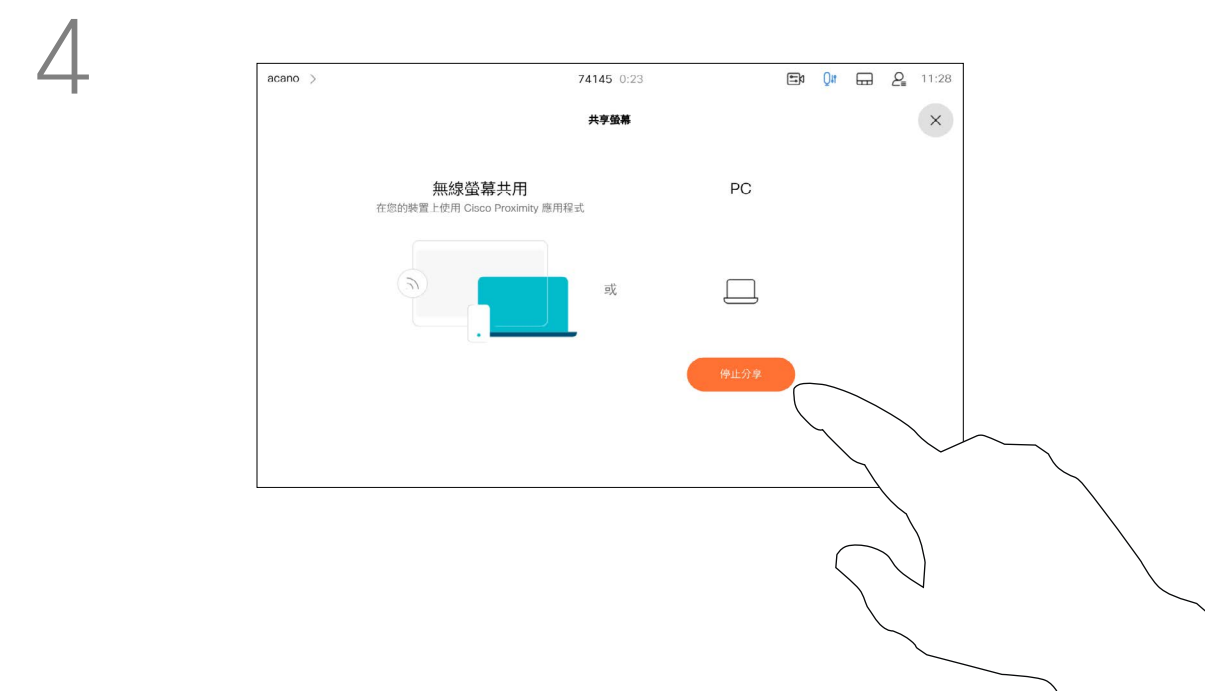 4
acano >
74145 0:23
11:28
共享螢幕
無線螢幕共用
在您的裝置上使用 Cisco Proximity 應用程式
PC
或
停止分享